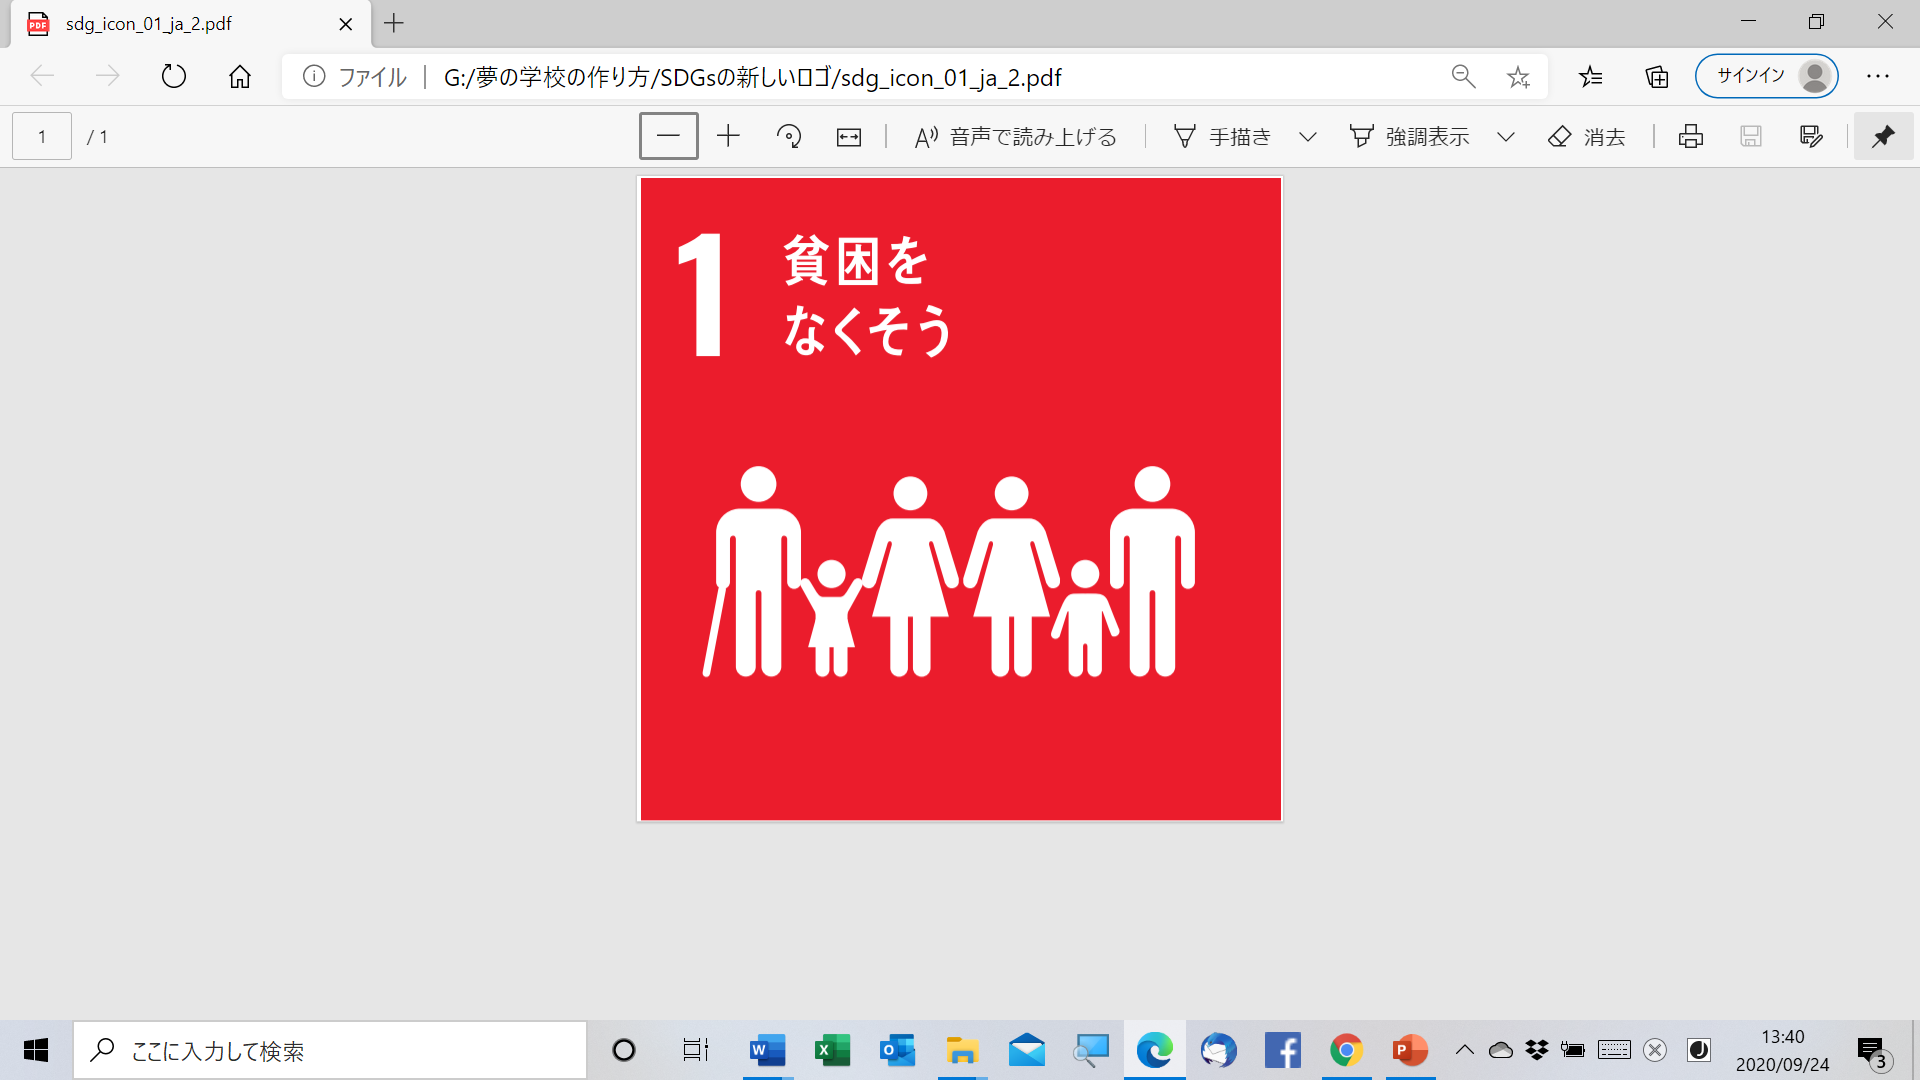 sdg_icon_01_ja_2.pdf
ファイル
G:/夢の学校の作り方/SDGsの新しいロゴ/sdg_icon_01_ja_2.pdf
サインイン
1 / 1
音声で読み上げる
手描き
強調表示
消去
1
貧困を
なくそう
ここに入力して検索
13:40
2020/09/24
3